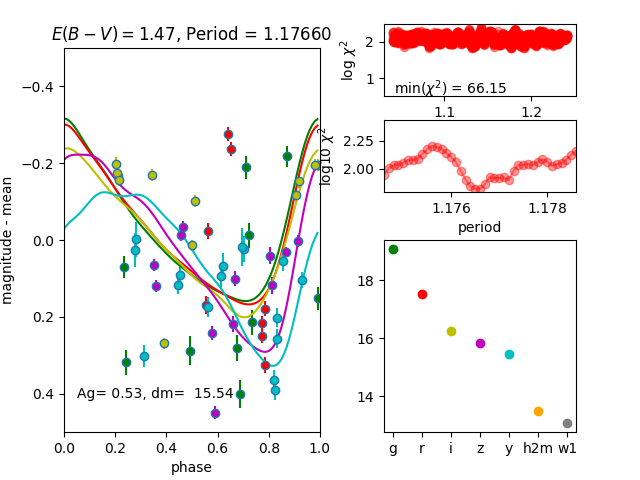 E(B − V) = 1.47, Period = 1.17660
magnitude - mean
−0.4
−0.2
0.0
0.2
0.4
Ag= 0.53, dm=  15.54
0.0 0.2 0.4 0.6 0.8 1.0
phase
log χ²
2
1
min(χ²) = 66.15
1.1 1.2
log10 χ²
2.25
2.00
1.176 1.178
period
18
16
14
g r i z y h2m w1